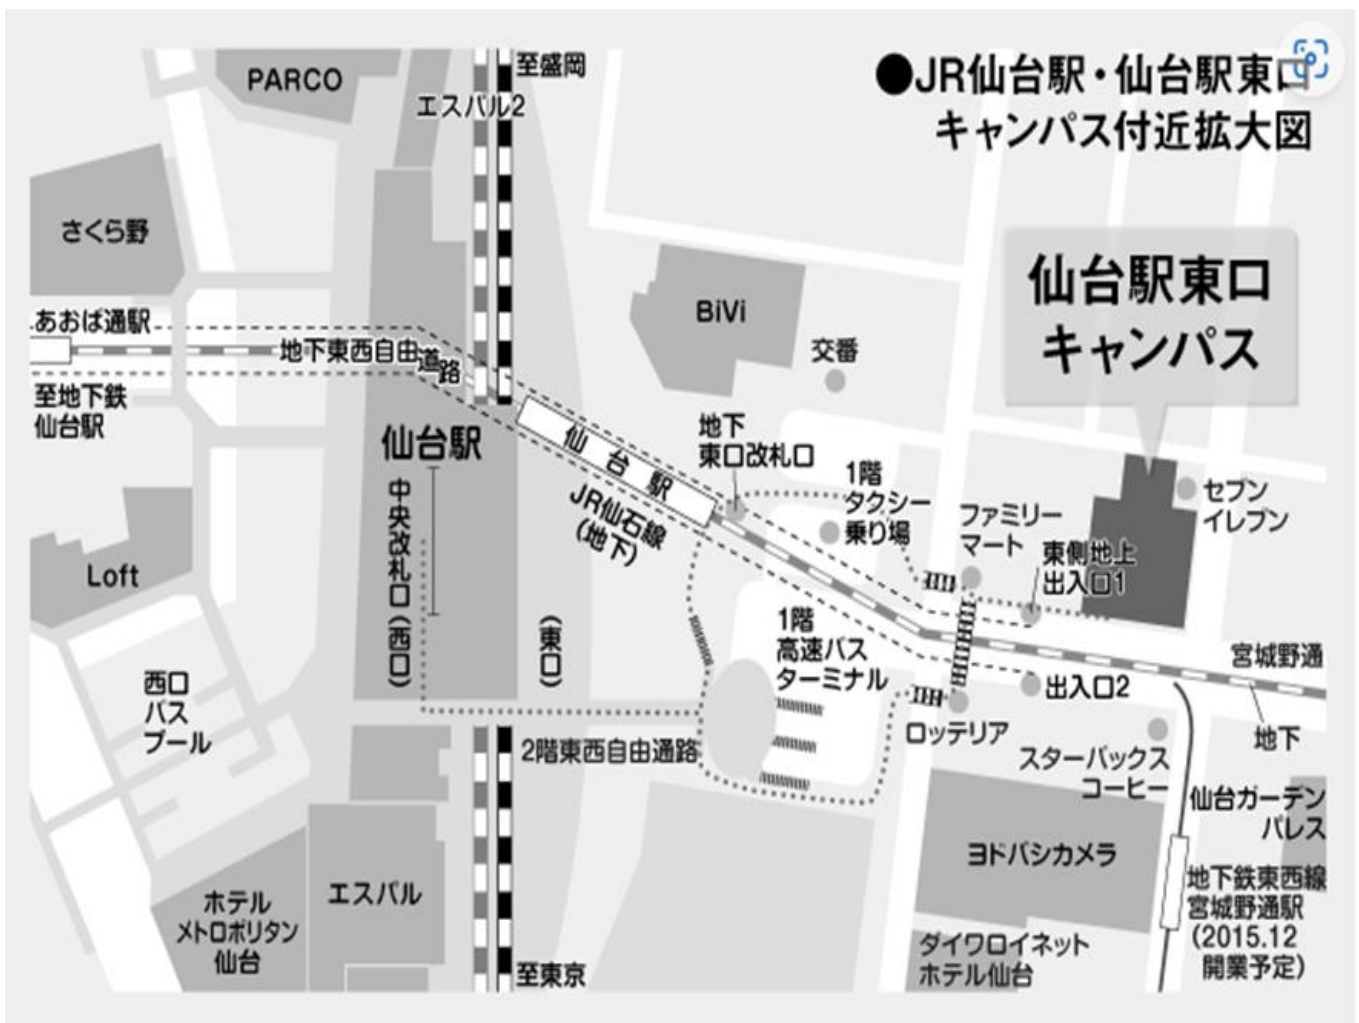 ●JR仙台駅・仙台駅東口
キャンパス付近拡大図
至盛岡
PARCO
エスパル2
さくら野
あおば通駅
地下東西自由道路
至地下鉄
仙台駅
BiVi
交番
仙台駅東口
キャンパス
仙台駅
仙台駅
JR仙石線
(地下)
地下
東口改札口
1階
タクシー
乗り場
ファミリー
マート
東側地上
出入口1
セブン
イレブン
中央改札口(西口)
(東口)
Loft
1階
高速バス
ターミナル
宮城野通
出入口2
地下
西口
バス
プール
2階東西自由通路
ロッテリア
スターバックス
コーヒー
仙台ガーデン
パレス
ヨドバシカメラ
地下鉄東西線
宮城野通駅
(2015.12
開業予定)
ホテル
メトロポリタン
仙台
エスパル
至東京
ダイワロイネット
ホテル仙台